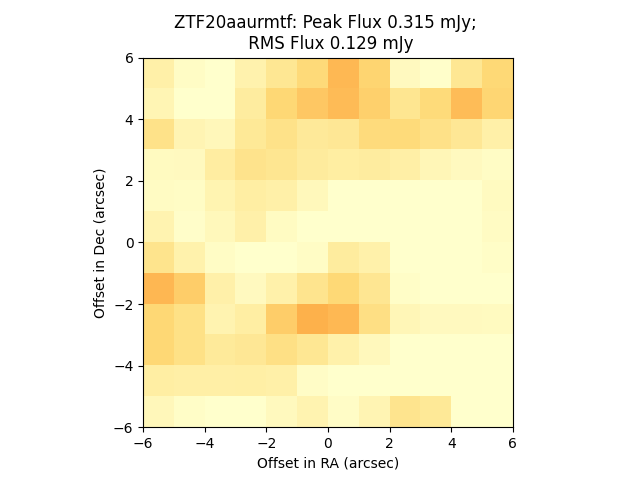 ZTF20aaurmtf: Peak Flux 0.315 mJy;
RMS Flux 0.129 mJy
6
4
2
0
−2
−4
−6
Offset in Dec (arcsec)
−6 −4 −2 0 2 4 6
Offset in RA (arcsec)